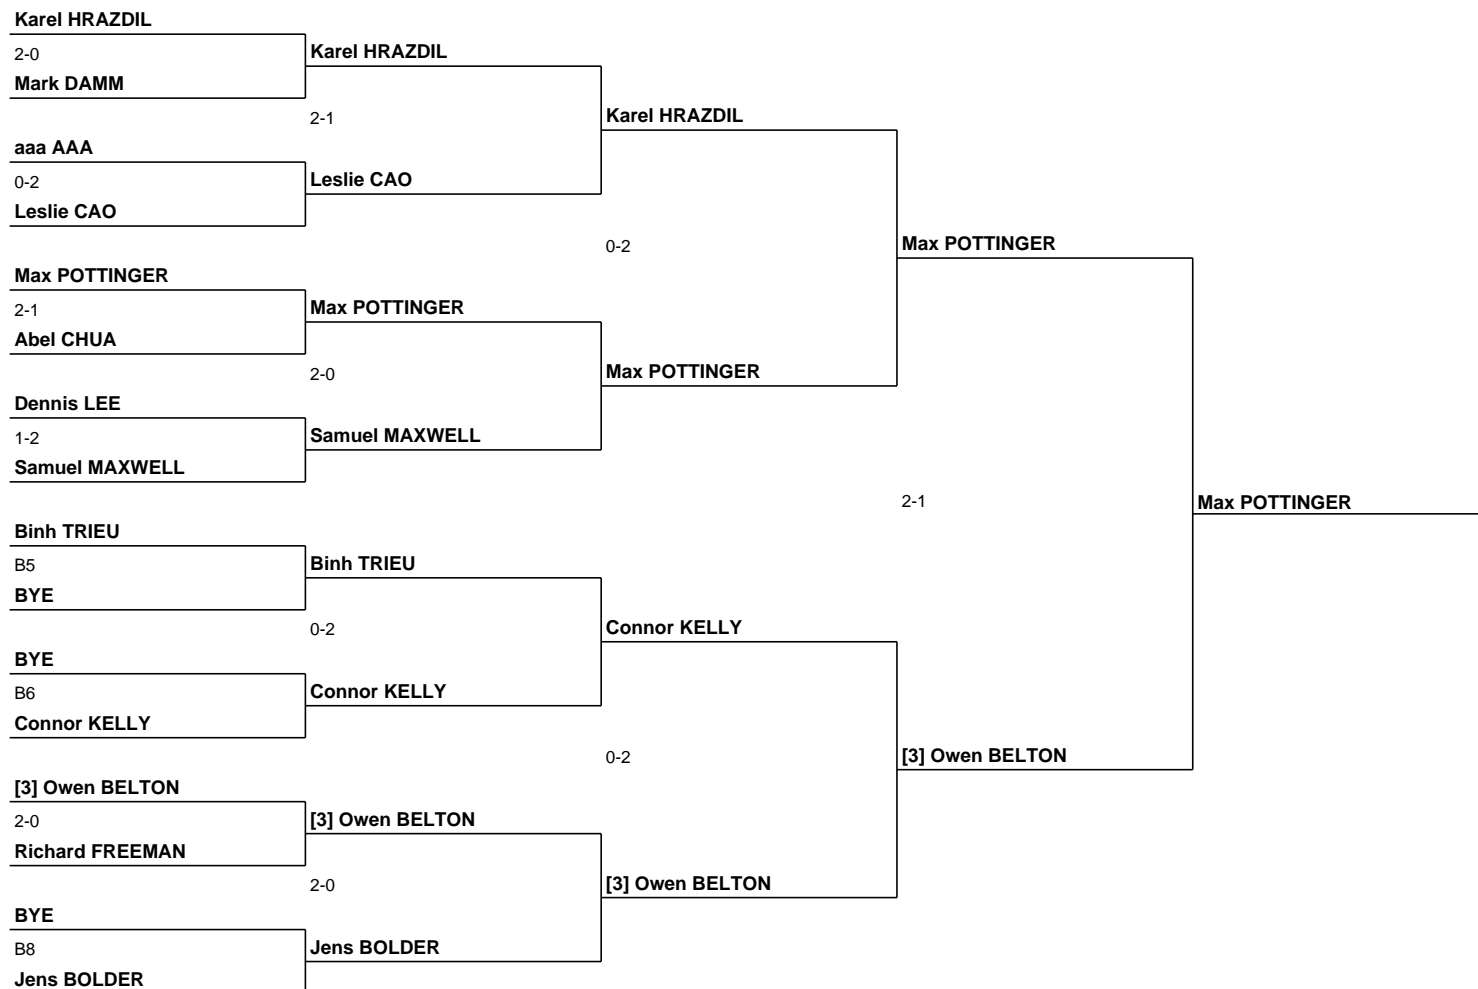 Karel HRAZDIL
2-0
Mark DAMM
aaa AAA
0-2
Leslie CAO
Max POTTINGER
2-1
Abel CHUA
Dennis LEE
1-2
Samuel MAXWELL
Binh TRIEU
B5
BYE
BYE
B6
Connor KELLY
[3] Owen BELTON
2-0
Richard FREEMAN
BYE
B8
Jens BOLDER
Karel HRAZDIL
2-1
Leslie CAO
Max POTTINGER
2-0
Samuel MAXWELL
Binh TRIEU
0-2
Connor KELLY
[3] Owen BELTON
2-0
Jens BOLDER
Karel HRAZDIL
0-2
Max POTTINGER
Connor KELLY
0-2
[3] Owen BELTON
Max POTTINGER
2-1
[3] Owen BELTON
Max POTTINGER